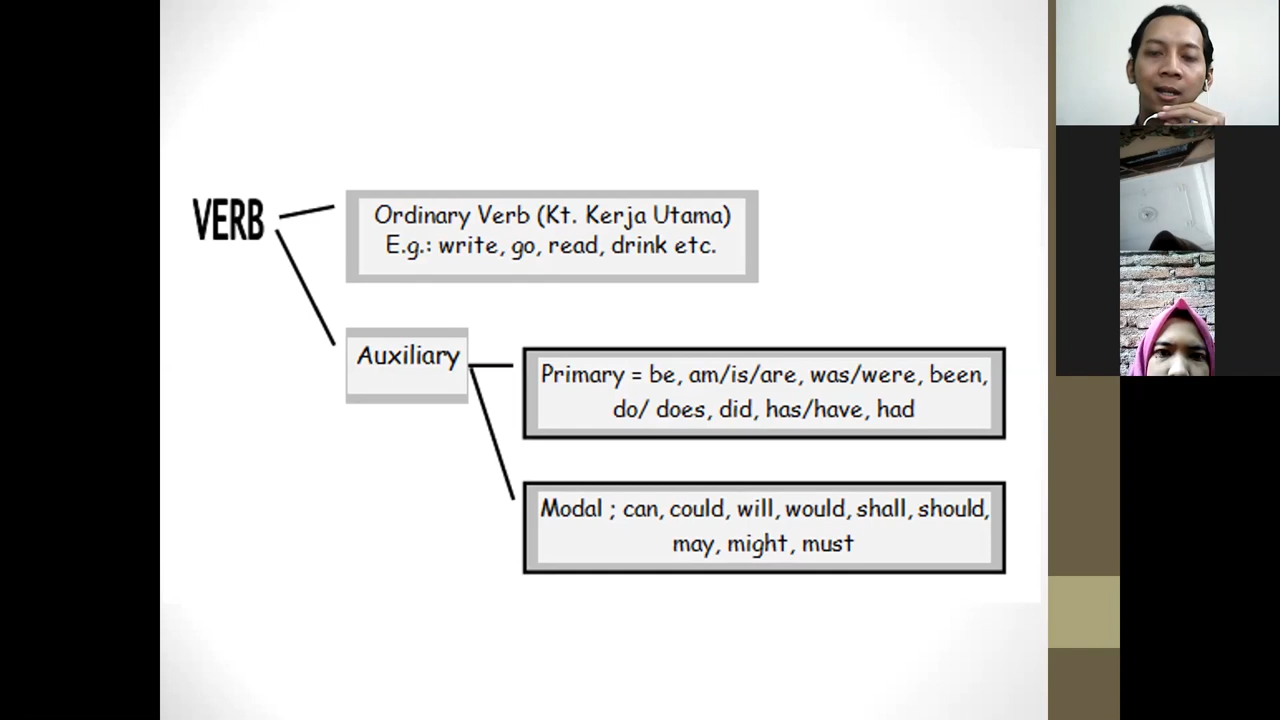 VERB
Ordinary Verb (Kt. Kerja Utama)
E.g.: write, go, read, drink etc.
Auxiliary
Primary = be, am/is/are, was/were, been,
do/ does, did, has/have, had
Modal ; can, could, will, would, shall, should,
may, might, must